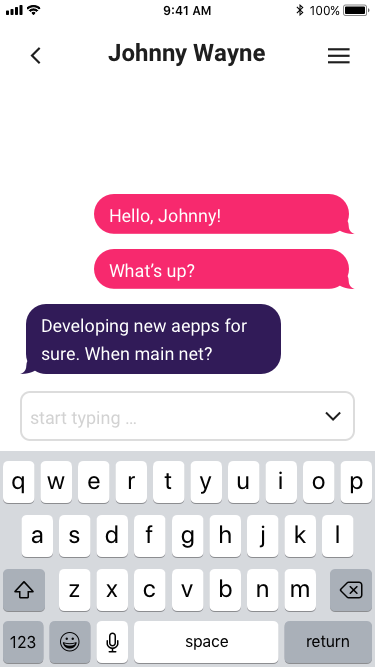 9:41 AM 100%
Johnny Wayne
Hello, Johnny!
What's up?
Developing new aepps for
sure. When main net?
start typing ...
q w e r t y u i o p
a s d f g h j k l
z x c v b n m
123 space return